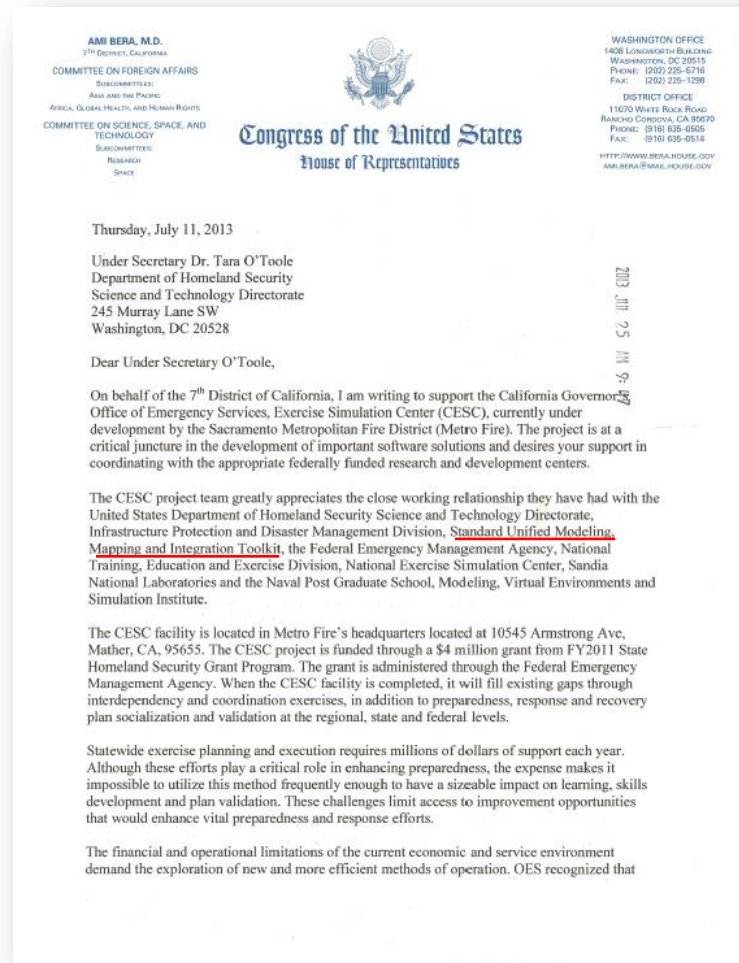 AMI BERA, M.D.
7TH DISTRICT, CALIFORNIA
COMMITTEE ON FOREIGN AFFAIRS
SUBCOMMITTEES:
ASIA AND THE PACIFIC
AFRICA, GLOBAL HEALTH, AND HUMAN RIGHTS
COMMITTEE ON SCIENCE, SPACE, AND
TECHNOLOGY
SUBCOMMITTEES:
RESEARCH
SPACE
Congress of the United States
House of Representatives
WASHINGTON OFFICE
1408 LONGWORTH BUILDING
WASHINGTON, DC 20515
PHONE: (202) 225-5716
FAX: (202) 225-1298
DISTRICT OFFICE
11070 WHITE ROCK ROAD
RANCHO CORDOVA, CA 95670
PHONE: (916) 635-0505
FAX: (916) 635-0514
HTTP://WWW.BERA.HOUSE.GOV
AMI.BERA@MAIL.HOUSE.GOV
Thursday, July 11, 2013
Under Secretary Dr. Tara O'Toole
Department of Homeland Security
Science and Technology Directorate
245 Murray Lane SW
Washington, DC 20528
2013 JUL 25 AM 9:
Dear Under Secretary O'Toole,
On behalf of the 7th District of California, I am writing to support the California Governor's
Office of Emergency Services, Exercise Simulation Center (CESC), currently under
development by the Sacramento Metropolitan Fire District (Metro Fire). The project is at a
critical juncture in the development of important software solutions and desires your support in
coordinating with the appropriate federally funded research and development centers.
The CESC project team greatly appreciates the close working relationship they have had with the
United States Department of Homeland Security Science and Technology Directorate,
Infrastructure Protection and Disaster Management Division, Standard Unified Modeling,
Mapping and Integration Toolkit, the Federal Emergency Management Agency, National
Training, Education and Exercise Division, National Exercise Simulation Center, Sandia
National Laboratories and the Naval Post Graduate School, Modeling, Virtual Environments and
Simulation Institute.
The CESC facility is located in Metro Fire's headquarters located at 10545 Armstrong Ave,
Mather, CA, 95655. The CESC project is funded through a $4 million grant from FY2011 State
Homeland Security Grant Program. The grant is administered through the Federal Emergency
Management Agency. When the CESC facility is completed, it will fill existing gaps through
interdependency and coordination exercises, in addition to preparedness, response and recovery
plan socialization and validation at the regional, state and federal levels.
Statewide exercise planning and execution requires millions of dollars of support each year.
Although these efforts play a critical role in enhancing preparedness, the expense makes it
impossible to utilize this method frequently enough to have a sizeable impact on learning, skills
development and plan validation. These challenges limit access to improvement opportunities
that would enhance vital preparedness and response efforts.
The financial and operational limitations of the current economic and service environment
demand the exploration of new and more efficient methods of operation. OES recognized that